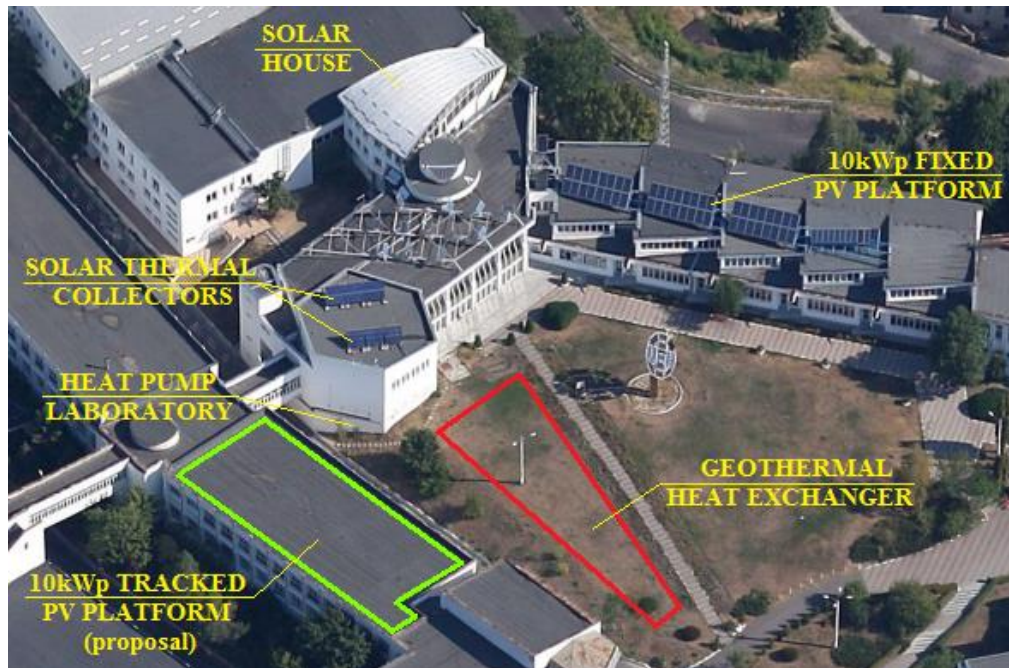 SOLAR
HOUSE
10kWp FIXED
PV PLATFORM
SOLAR THERMAL
COLLECTORS
HEAT PUMP
LABORATORY
GEOTHERMAL
HEAT EXCHANGER
10kWp TRACKED
PV PLATFORM
(proposal)